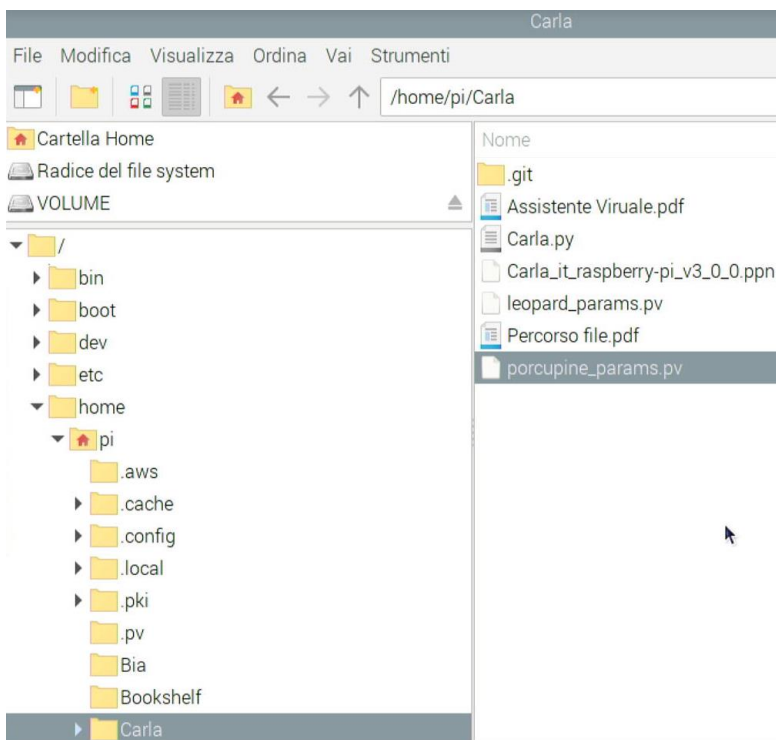 Carla
File Modifica Visualizza Ordina Vai Strumenti
/home/pi/Carla
Cartella Home
Radice del file system
VOLUME
/
bin
boot
dev
etc
home
pi
.aws
.cache
.config
.local
.pki
.pv
Bia
Bookshelf
Carla
Nome
.git
Assistente Viruale.pdf
Carla.py
Carla_it_raspberry-pi_v3_0_0.ppn
leopard_params.pv
Percorso file.pdf
porcupine_params.pv